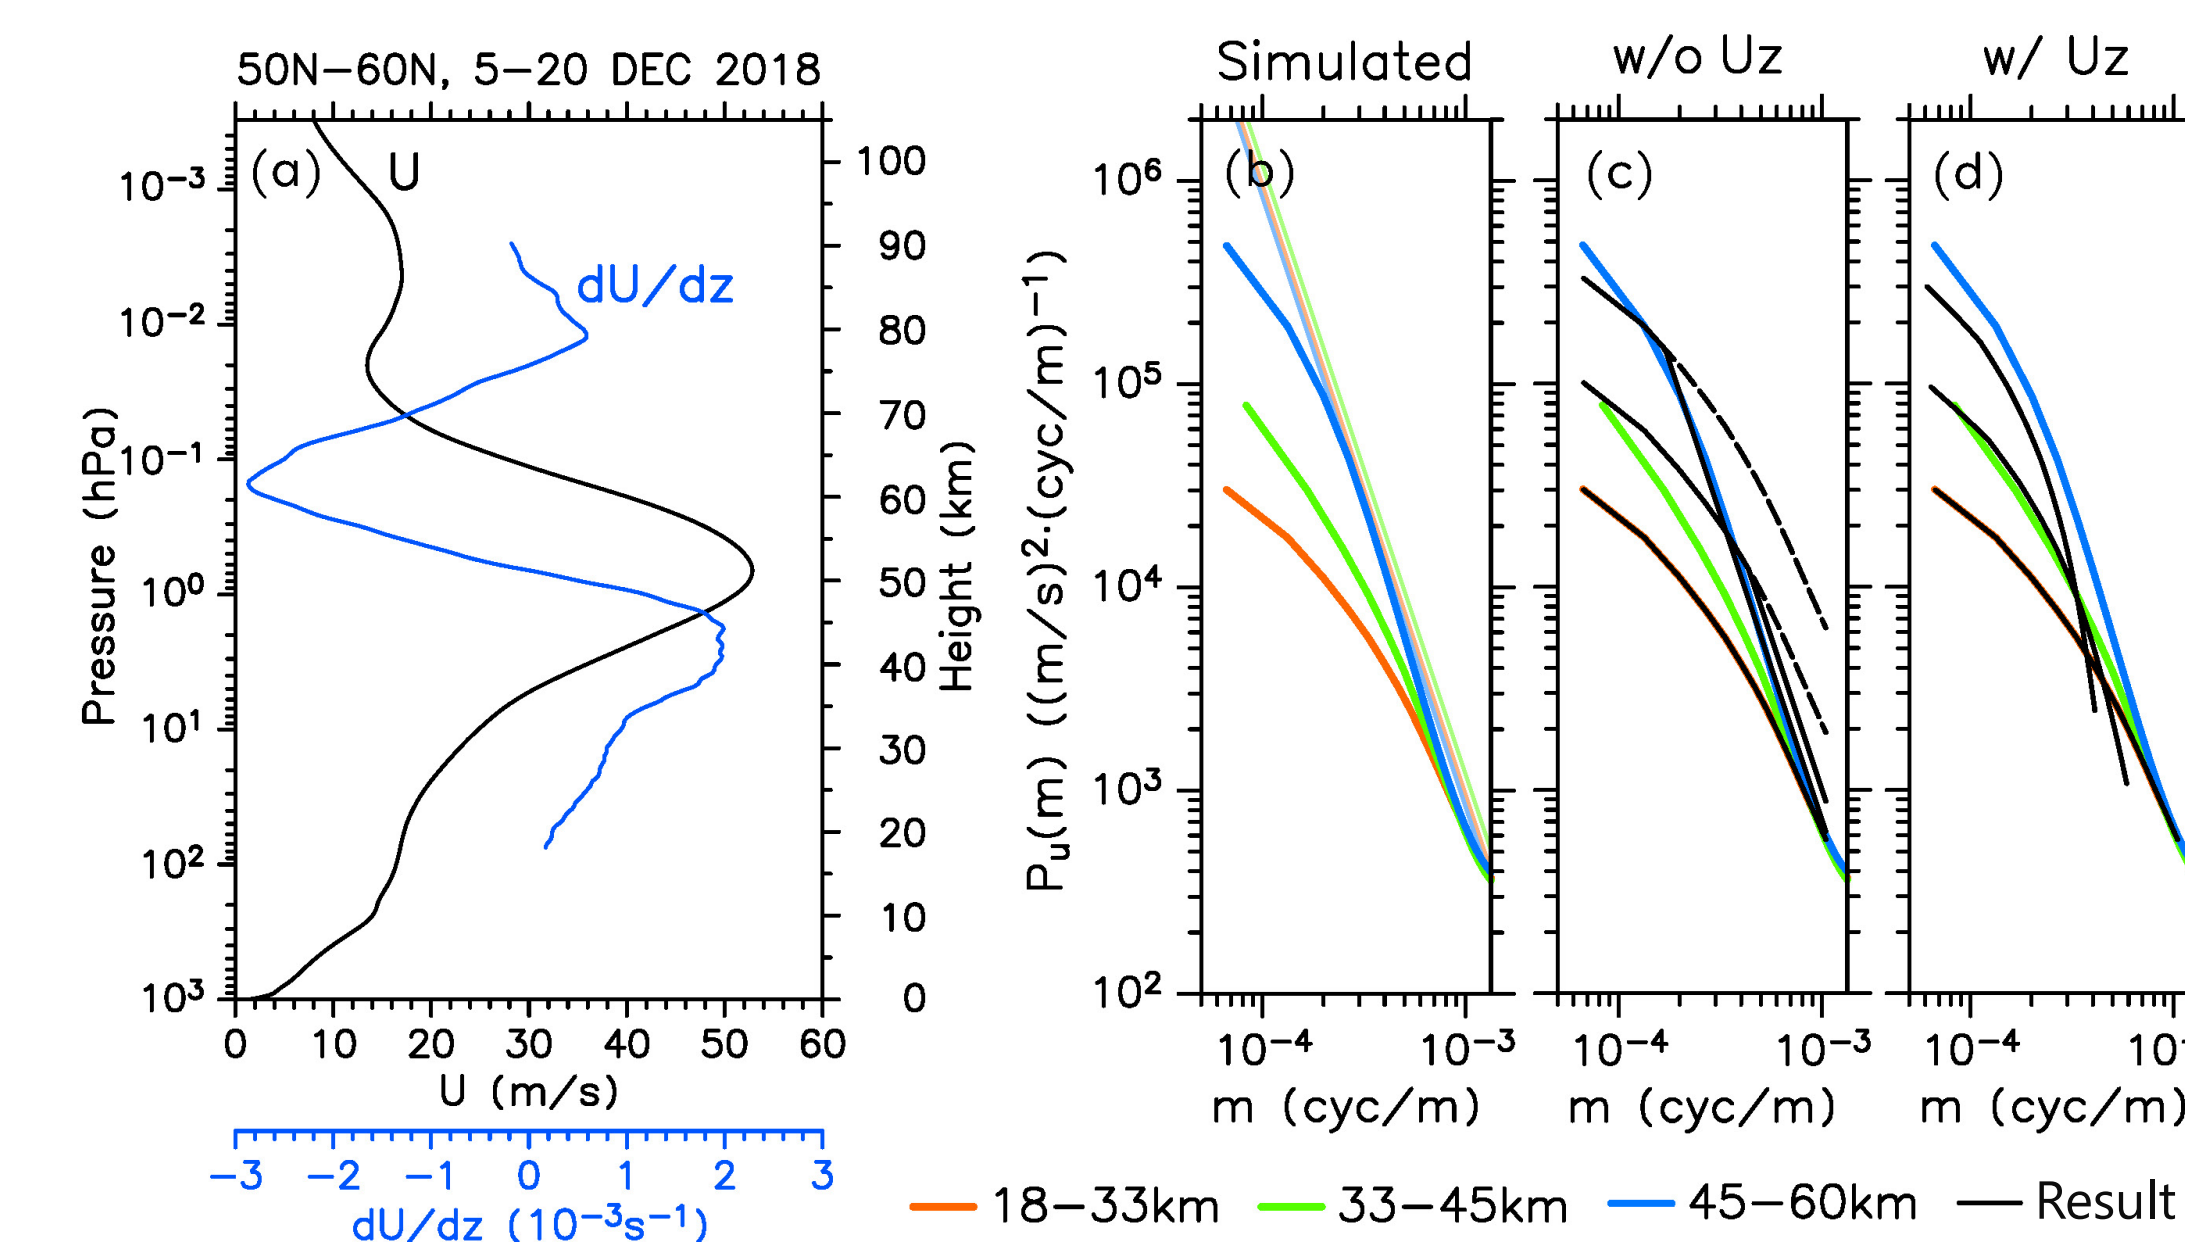 50N−60N, 5−20 DEC 2018
(a)
U
dU/dz
Pressure (hPa)
10−3
10−2
10−1
100
101
102
103
Height (km)
100
90
80
70
60
50
40
30
20
10
0
0 10 20 30 40 50 60
U (m/s)
−3 −2 −1 0 1 2 3
dU/dz (10−3s−1)
Simulated
(b)
Pu(m) ((m/s)2·(cyc/m)−1)
106
105
104
103
102
10−4 10−3
m (cyc/m)
w/o Uz
(c)
10−4 10−3
m (cyc/m)
w/ Uz
(d)
10−4
m (cyc/m)
18−33km 33−45km 45−60km Result